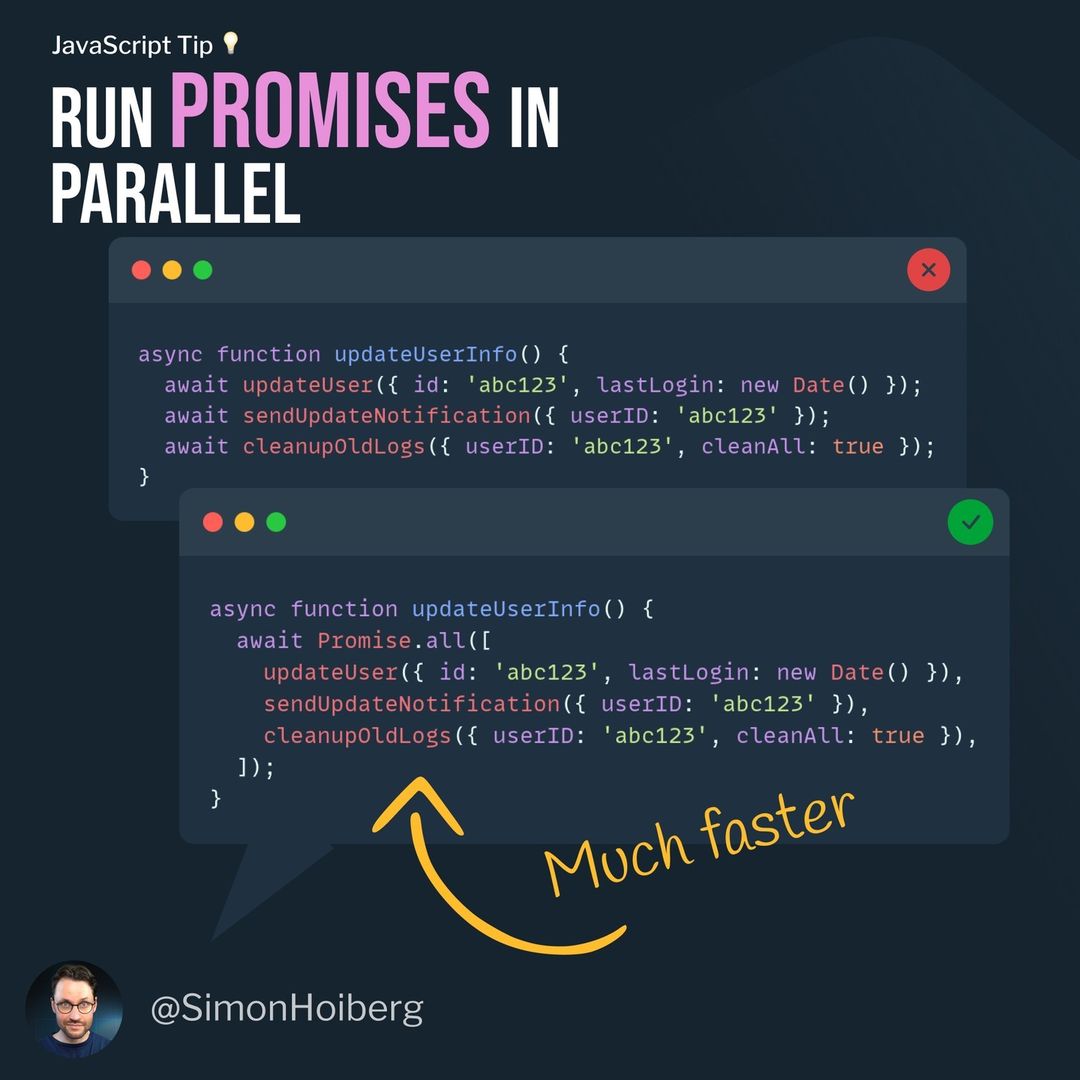 JavaScript Tip
RUN PROMISES IN
PARALLEL
async function updateUserInfo() {
  await updateUser({ id: 'abc123', lastLogin: new Date() });
  await sendUpdateNotification({ userID: 'abc123' });
  await cleanupOldLogs({ userID: 'abc123', cleanAll: true });
}
async function updateUserInfo() {
  await Promise.all([
    updateUser({ id: 'abc123', lastLogin: new Date() }),
    sendUpdateNotification({ userID: 'abc123' }),
    cleanupOldLogs({ userID: 'abc123', cleanAll: true }),
  ]);
}
Much faster
@SimonHoiberg